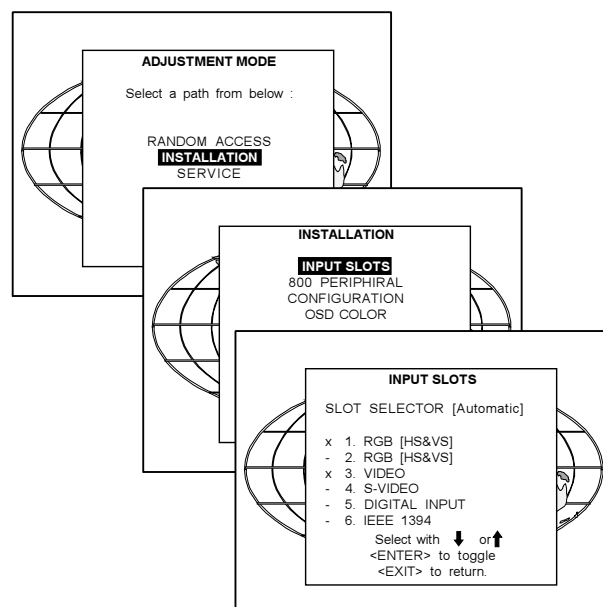 ADJUSTMENT MODE
Select a path from below :
RANDOM ACCESS
INSTALLATION
SERVICE
INSTALLATION
INPUT SLOTS
800 PERIPHIRAL
CONFIGURATION
OSD COLOR
INPUT SLOTS
SLOT SELECTOR [Automatic]
x 1. RGB [HS&VS]
- 2. RGB [HS&VS]
x 3. VIDEO
- 4. S-VIDEO
- 5. DIGITAL INPUT
- 6. IEEE 1394
Select with ⬇ or⬆
<ENTER> to toggle
<EXIT> to return.